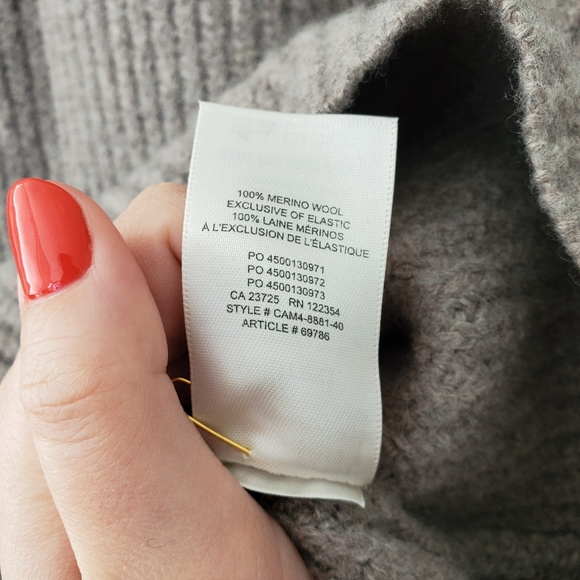 100% MERINO WOOL
EXCLUSIVE OF ELASTIC
100% LAINE MÉRINOS
À L'EXCLUSION DE L'ÉLASTIQUE
PO 4500130971
PO 4500130972
PO 4500130973
CA 23725 RN 122354
STYLE # CAM4-8881-40
ARTICLE # 69786